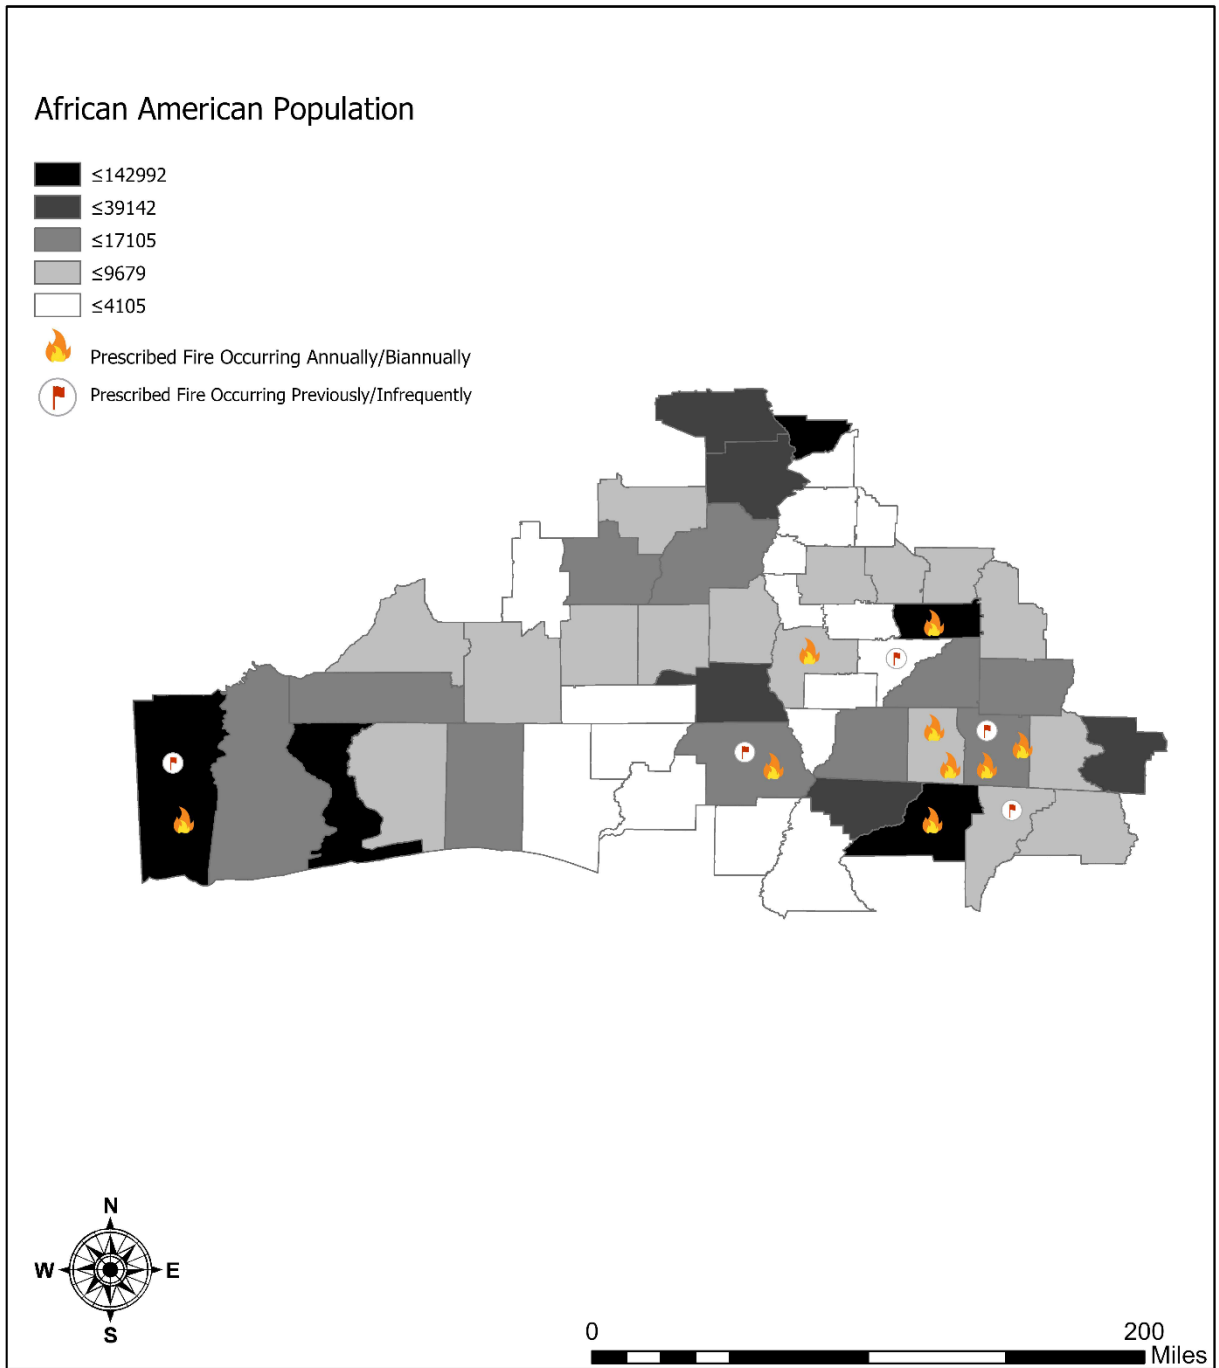 African American Population
≤142992
≤39142
≤17105
≤9679
≤4105
Prescribed Fire Occurring Annually/Biannually
Prescribed Fire Occurring Previously/Infrequently
N
W E
S
0 200
Miles